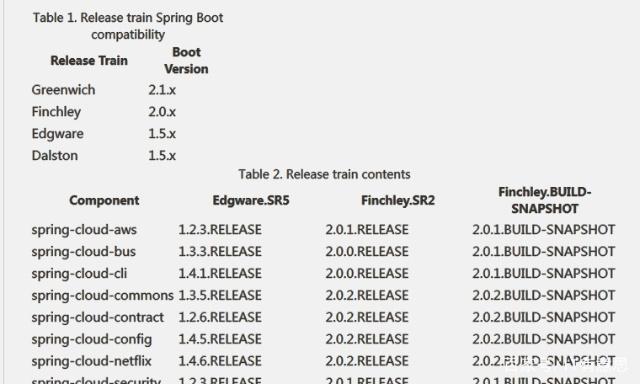 Table 1. Release train Spring Boot
compatibility
Release Train Boot Version
Greenwich 2.1.x
Finchley 2.0.x
Edgware 1.5.x
Dalston 1.5.x
Table 2. Release train contents
Component Edgware.SR5 Finchley.SR2 Finchley.BUILD-SNAPSHOT
spring-cloud-aws 1.2.3.RELEASE 2.0.1.RELEASE 2.0.1.BUILD-SNAPSHOT
spring-cloud-bus 1.3.3.RELEASE 2.0.0.RELEASE 2.0.1.BUILD-SNAPSHOT
spring-cloud-cli 1.4.1.RELEASE 2.0.0.RELEASE 2.0.1.BUILD-SNAPSHOT
spring-cloud-commons 1.3.5.RELEASE 2.0.2.RELEASE 2.0.2.BUILD-SNAPSHOT
spring-cloud-contract 1.2.6.RELEASE 2.0.2.RELEASE 2.0.2.BUILD-SNAPSHOT
spring-cloud-config 1.4.5.RELEASE 2.0.2.RELEASE 2.0.2.BUILD-SNAPSHOT
spring-cloud-netflix 1.4.6.RELEASE 2.0.2.RELEASE 2.0.2.BUILD-SNAPSHOT
spring-cloud-security 1.2.3.RELEASE 2.0.1.RELEASE 2.0.1.BUILD-SNAPSHOT